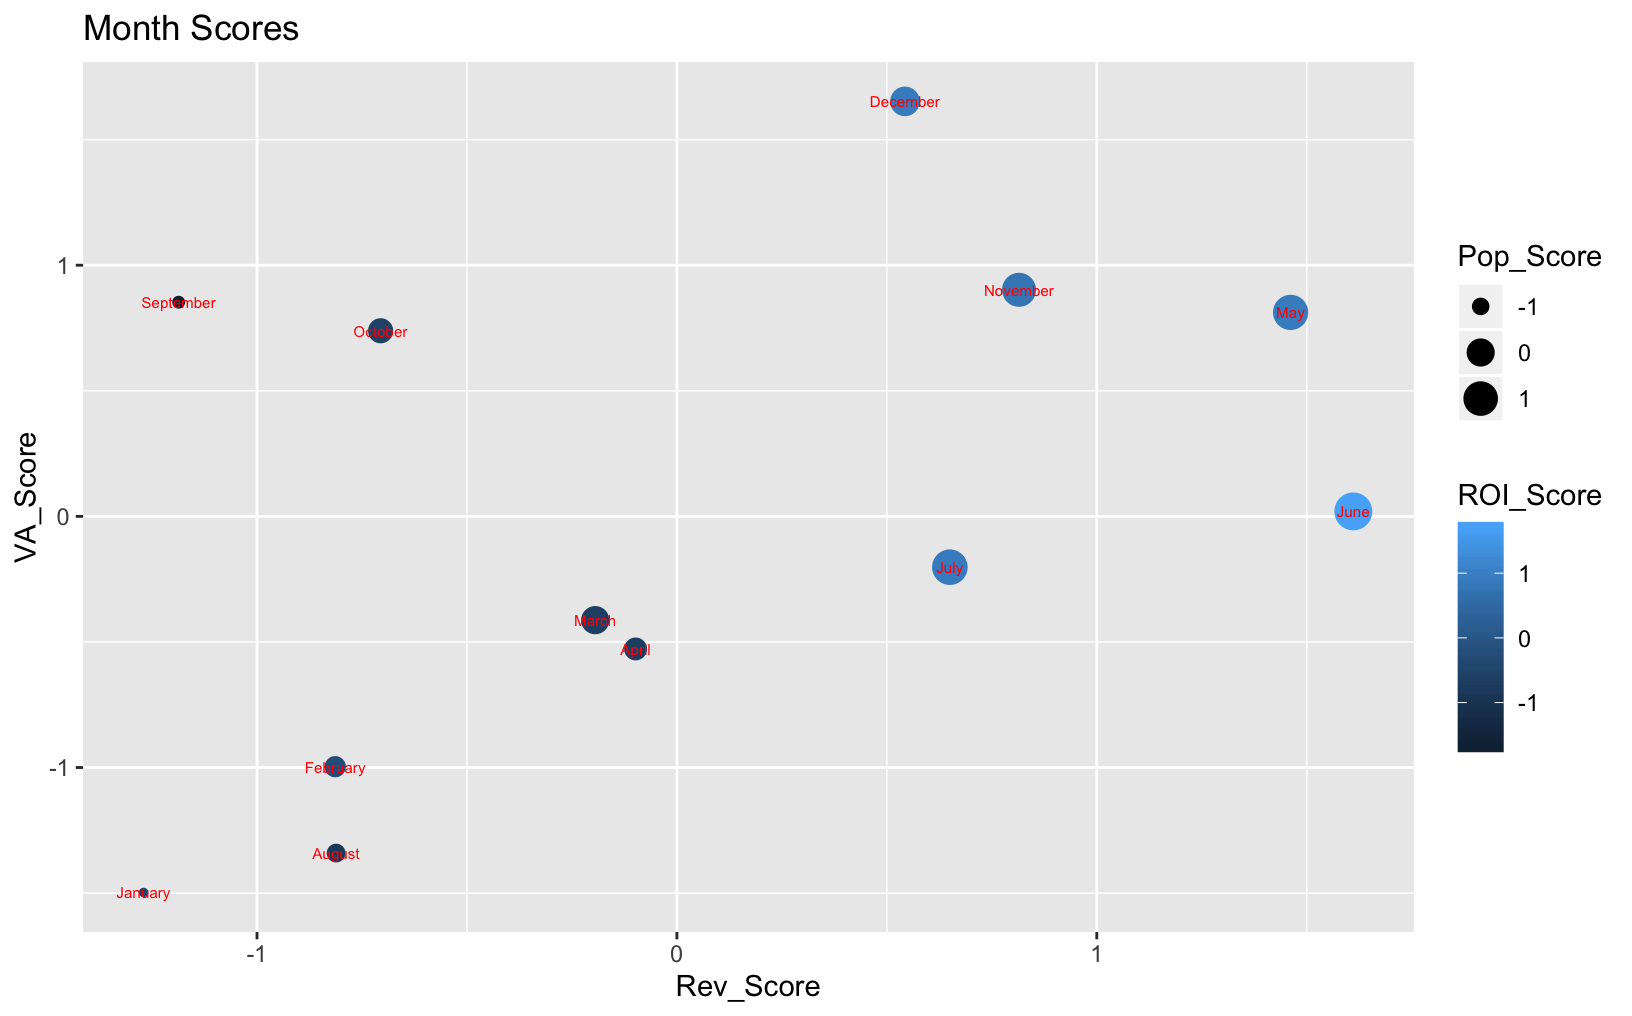 Month Scores
December
1
September
October
November
May
Pop_Score
-1
0
1
VA_Score
0
June
July
March
April
ROI_Score
1
0
-1
-1
February
August
January
-1
0
1
Rev_Score